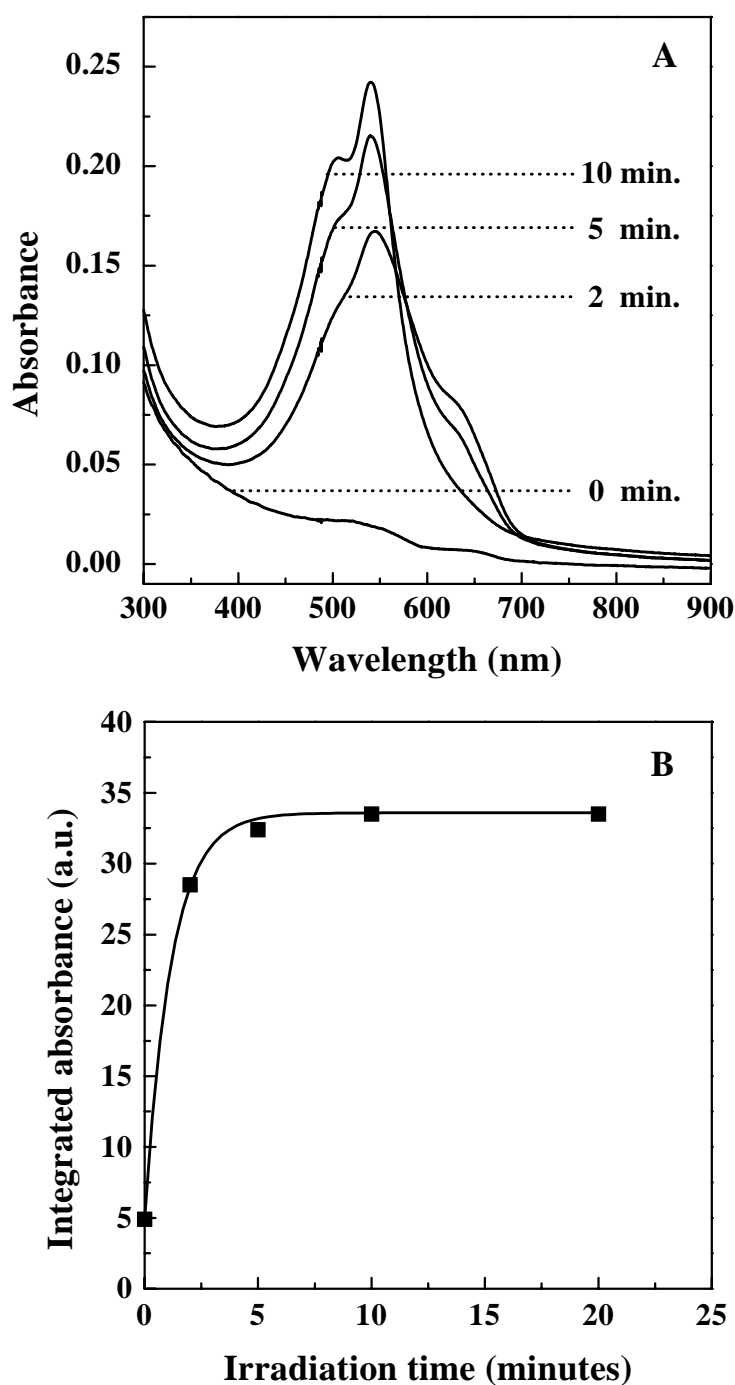 A
0.25
0.20
0.15
0.10
0.05
0.00
Absorbance
10 min.
5 min.
2 min.
0 min.
300 400 500 600 700 800 900
Wavelength (nm)
B
40
35
30
25
20
15
10
5
0
Integrated absorbance (a.u.)
0 5 10 15 20 25
Irradiation time (minutes)